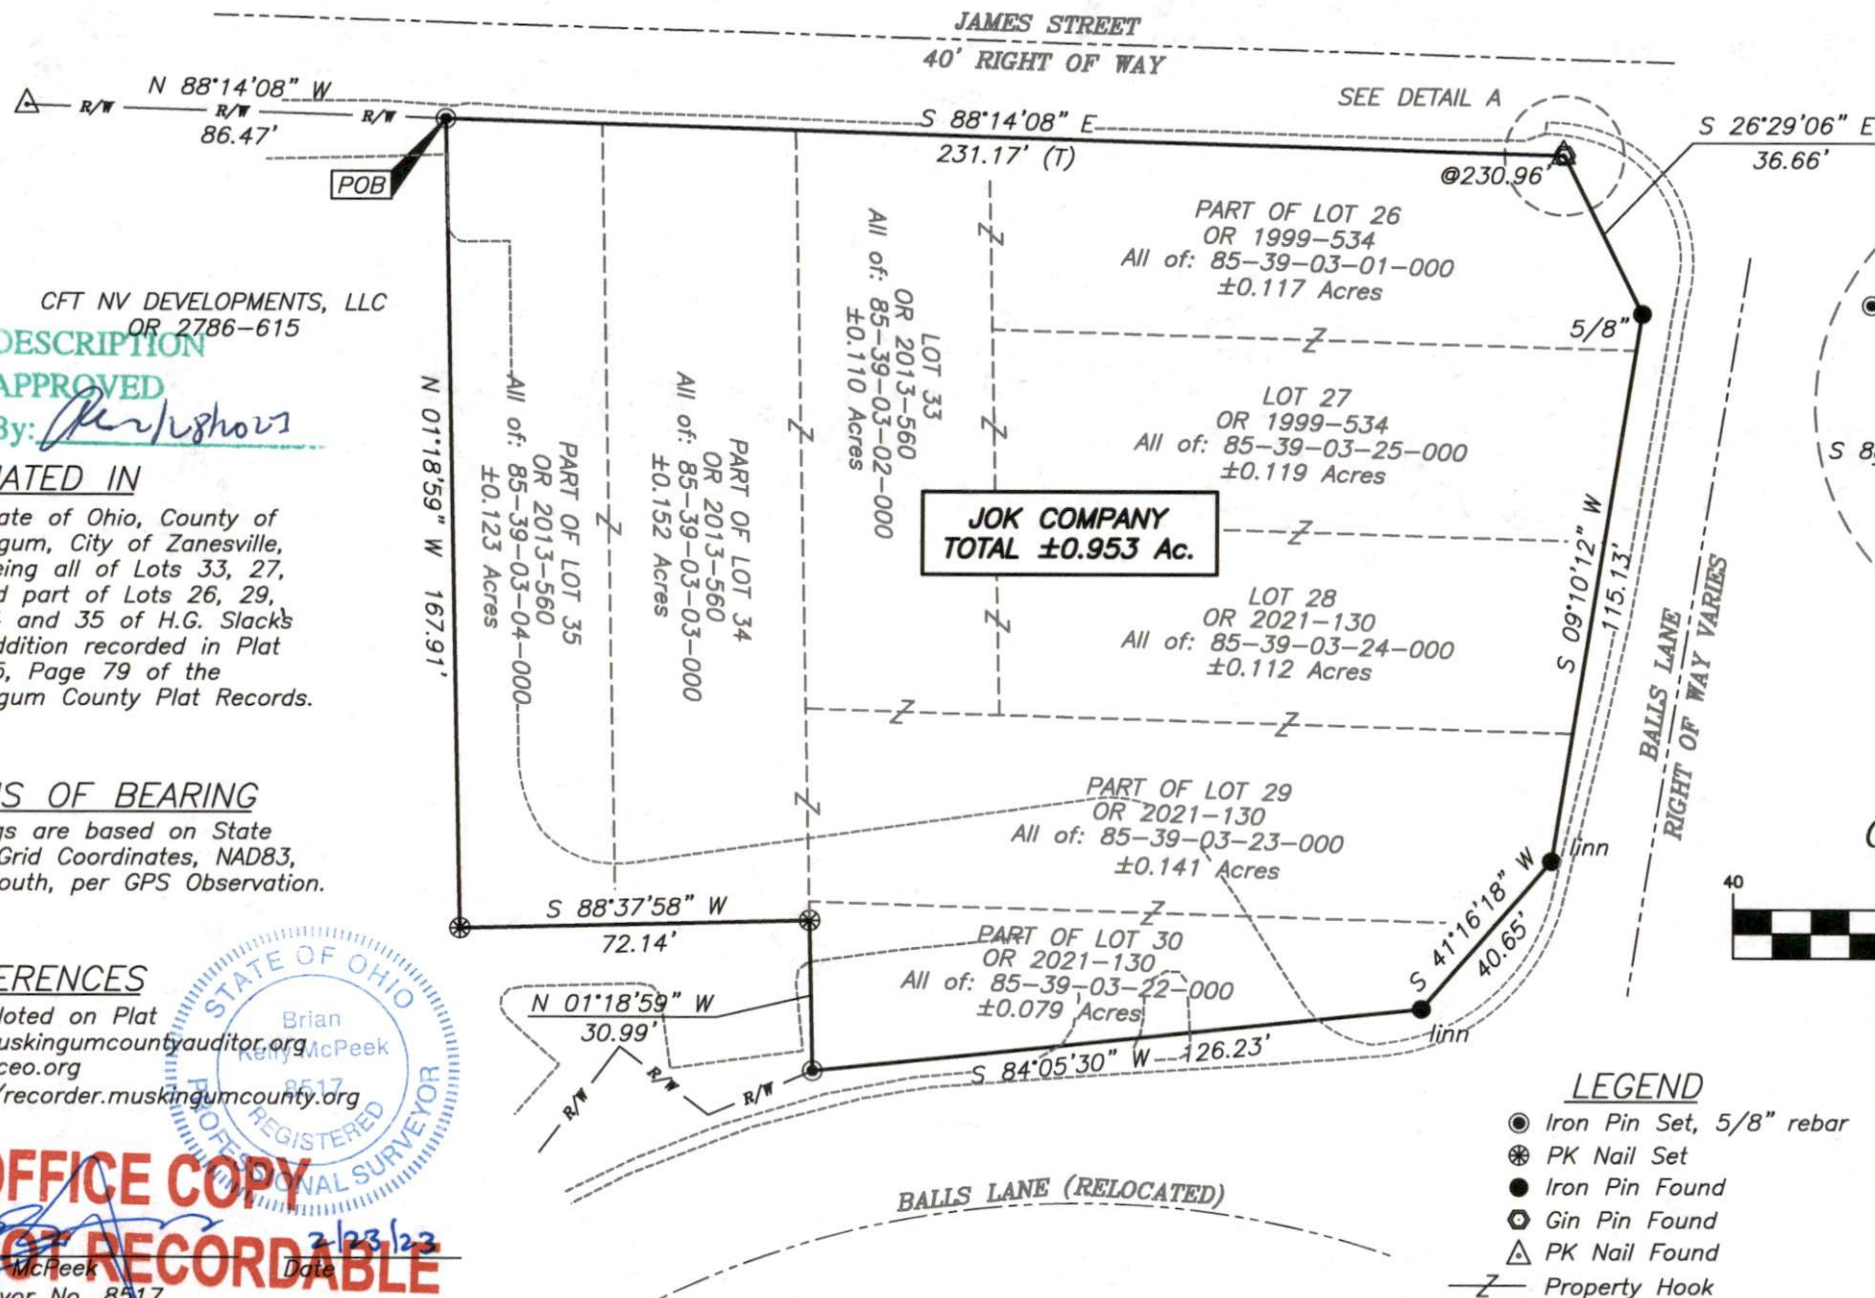 JAMES STREET
40' RIGHT OF WAY
N 88°14'08" W
R/W
R/W
R/W
86.47'
POB
S 88°14'08" E
231.17' (T)
SEE DETAIL A
@230.96'
S 26°29'06" E
36.66'
CFT NV DEVELOPMENTS, LLC
OR 2786-615
DESCRIPTION
APPROVED
By:
N 01°18'59" W 167.91'
PART OF LOT 35
OR 2013-560
All of: 85-39-03-04-000
±0.123 Acres
PART OF LOT 34
OR 2013-560
All of: 85-39-03-03-000
±0.152 Acres
LOT 33
OR 2013-560
All of: 85-39-03-02-000
±0.110 Acres
PART OF LOT 26
OR 1999-534
All of: 85-39-03-01-000
±0.117 Acres
5/8"
LOT 27
OR 1999-534
All of: 85-39-03-25-000
±0.119 Acres
JOK COMPANY
TOTAL ±0.953 Ac.
LOT 28
OR 2021-130
All of: 85-39-03-24-000
±0.112 Acres
S 09°10'12" W
115.13'
BALLS LANE
RIGHT OF WAY VARIES
PART OF LOT 29
OR 2021-130
All of: 85-39-03-23-000
±0.141 Acres
linn
S 41°16'18" W
40.65'
linn
PART OF LOT 30
OR 2021-130
All of: 85-39-03-22-000
±0.079 Acres
S 84°05'30" W 126.23'
S 88°37'58" W
72.14'
N 01°18'59" W
30.99'
R/W
R/W
R/W
BALLS LANE (RELOCATED)
ATED IN
ate of Ohio, County of
gum, City of Zanesville,
eing all of Lots 33, 27,
d part of Lots 26, 29,
and 35 of H.G. Slack's
ddition recorded in Plat
5, Page 79 of the
gum County Plat Records.
S OF BEARING
gs are based on State
Grid Coordinates, NAD83,
outh, per GPS Observation.
ERENCES
loted on Plat
uskingumcountyauditor.org
ceo.org
/recorder.muskingumcounty.org
STATE OF OHIO
Brian
Kelly McPeek
8517
REGISTERED
PROFESSIONAL SURVEYOR
OFFICE COPY
OT RECORDABLE
2/23/23
McPeek
Date
yor No. 8517
40
LEGEND
Iron Pin Set, 5/8" rebar
PK Nail Set
Iron Pin Found
Gin Pin Found
PK Nail Found
Z Property Hook